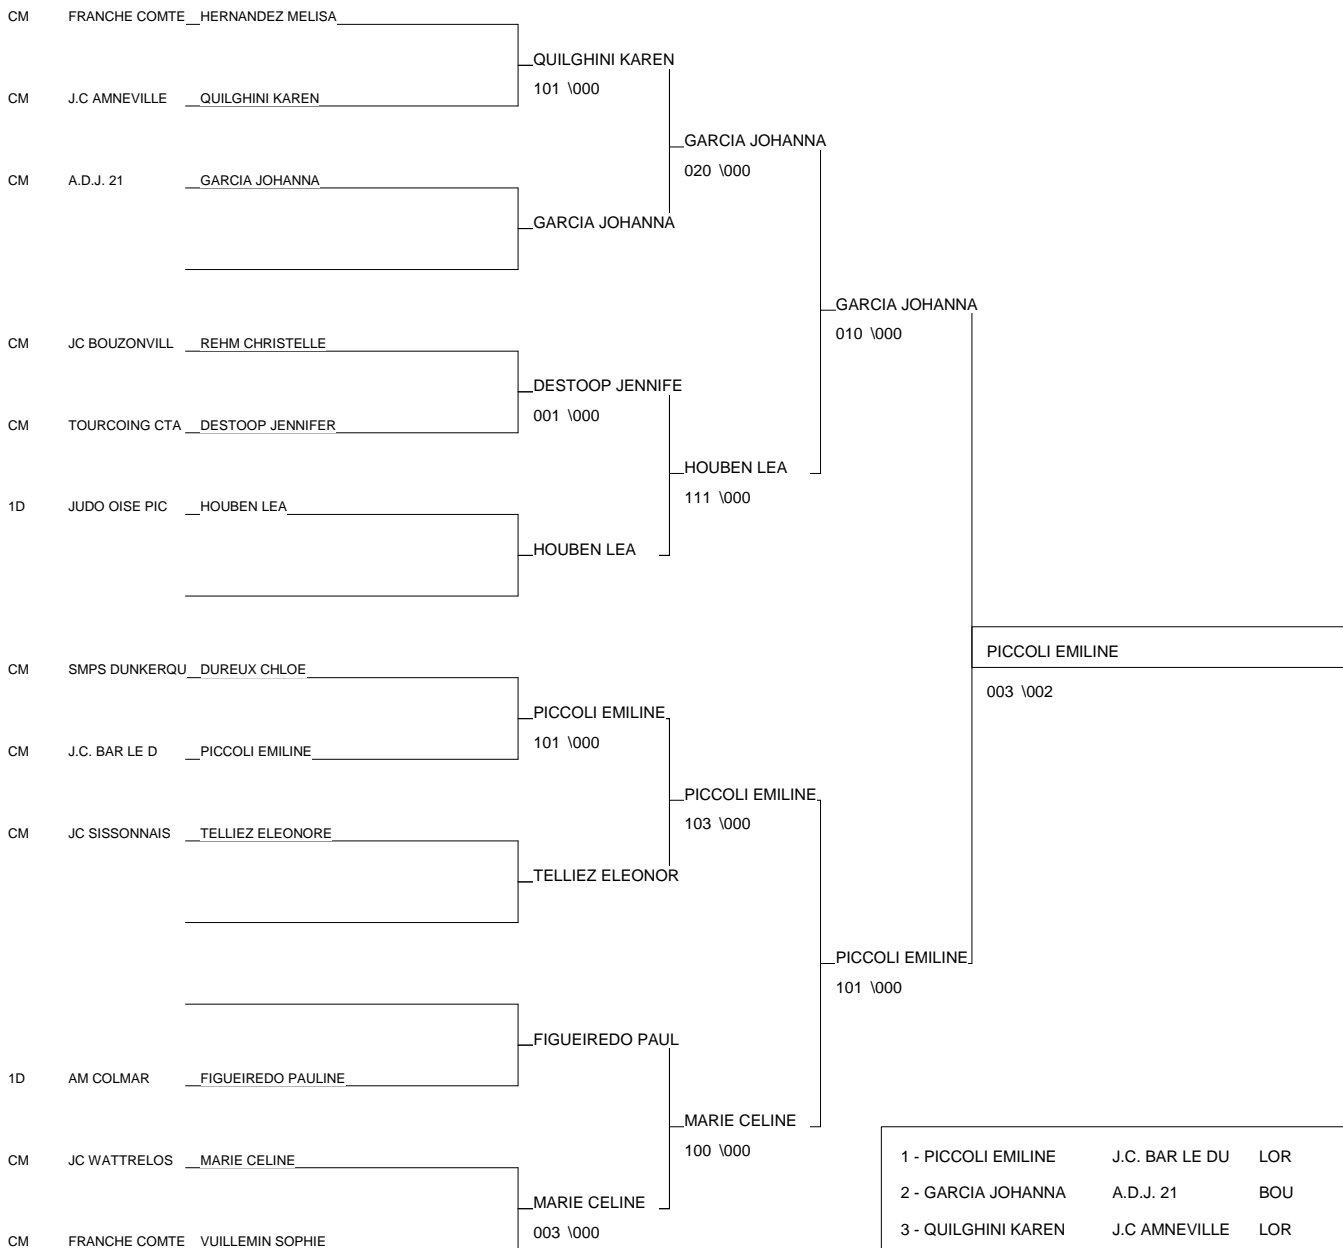 CM FRANCHE COMTE HERNANDEZ MELISA
QUILGHINI KAREN
101 \000
CM J.C AMNEVILLE QUILGHINI KAREN
GARCIA JOHANNA
020 \000
CM A.D.J. 21 GARCIA JOHANNA
GARCIA JOHANNA
GARCIA JOHANNA
010 \000
CM JC BOUZONVILL REHM CHRISTELLE
DESTOOP JENNIFE
001 \000
CM TOURCOING CTA DESTOOP JENNIFER
HOUBEN LEA
111 \000
1D JUDO OISE PIC HOUBEN LEA
HOUBEN LEA
PICCOLI EMILINE
003 \002
CM SMPS DUNKERQU DUREUX CHLOE
PICCOLI EMILINE
101 \000
CM J.C. BAR LE D PICCOLI EMILINE
PICCOLI EMILINE
103 \000
CM JC SISSONNAIS TELLIEZ ELEONORE
TELLIEZ ELEONOR
PICCOLI EMILINE
101 \000
FIGUEIREDO PAUL
1D AM COLMAR FIGUEIREDO PAULINE
MARIE CELINE
100 \000
CM JC WATTRELOS MARIE CELINE
MARIE CELINE
003 \000
CM FRANCHE COMTE VUILLEMIN SOPHIE
1 - PICCOLI EMILINE J.C. BAR LE DU LOR
2 - GARCIA JOHANNA A.D.J. 21 BOU
3 - QUILGHINI KAREN J.C AMNEVILLE LOR